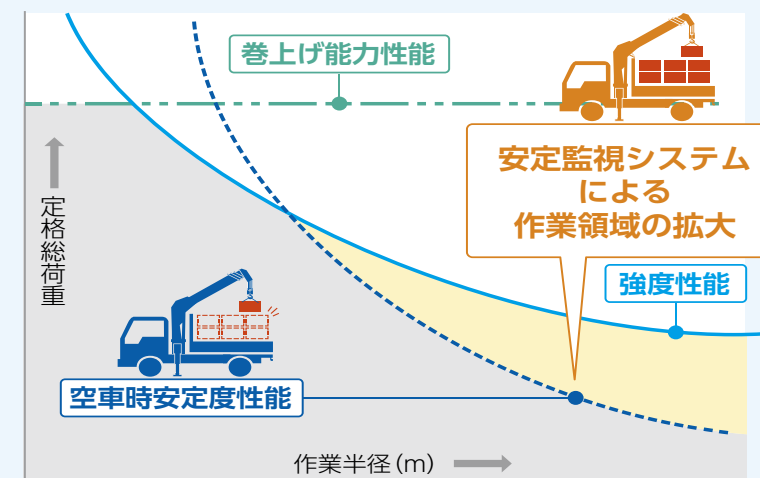 巻上げ能力性能
安定監視システム
による
作業領域の拡大
定格総荷重
強度性能
空車時安定度性能
作業半径(m)